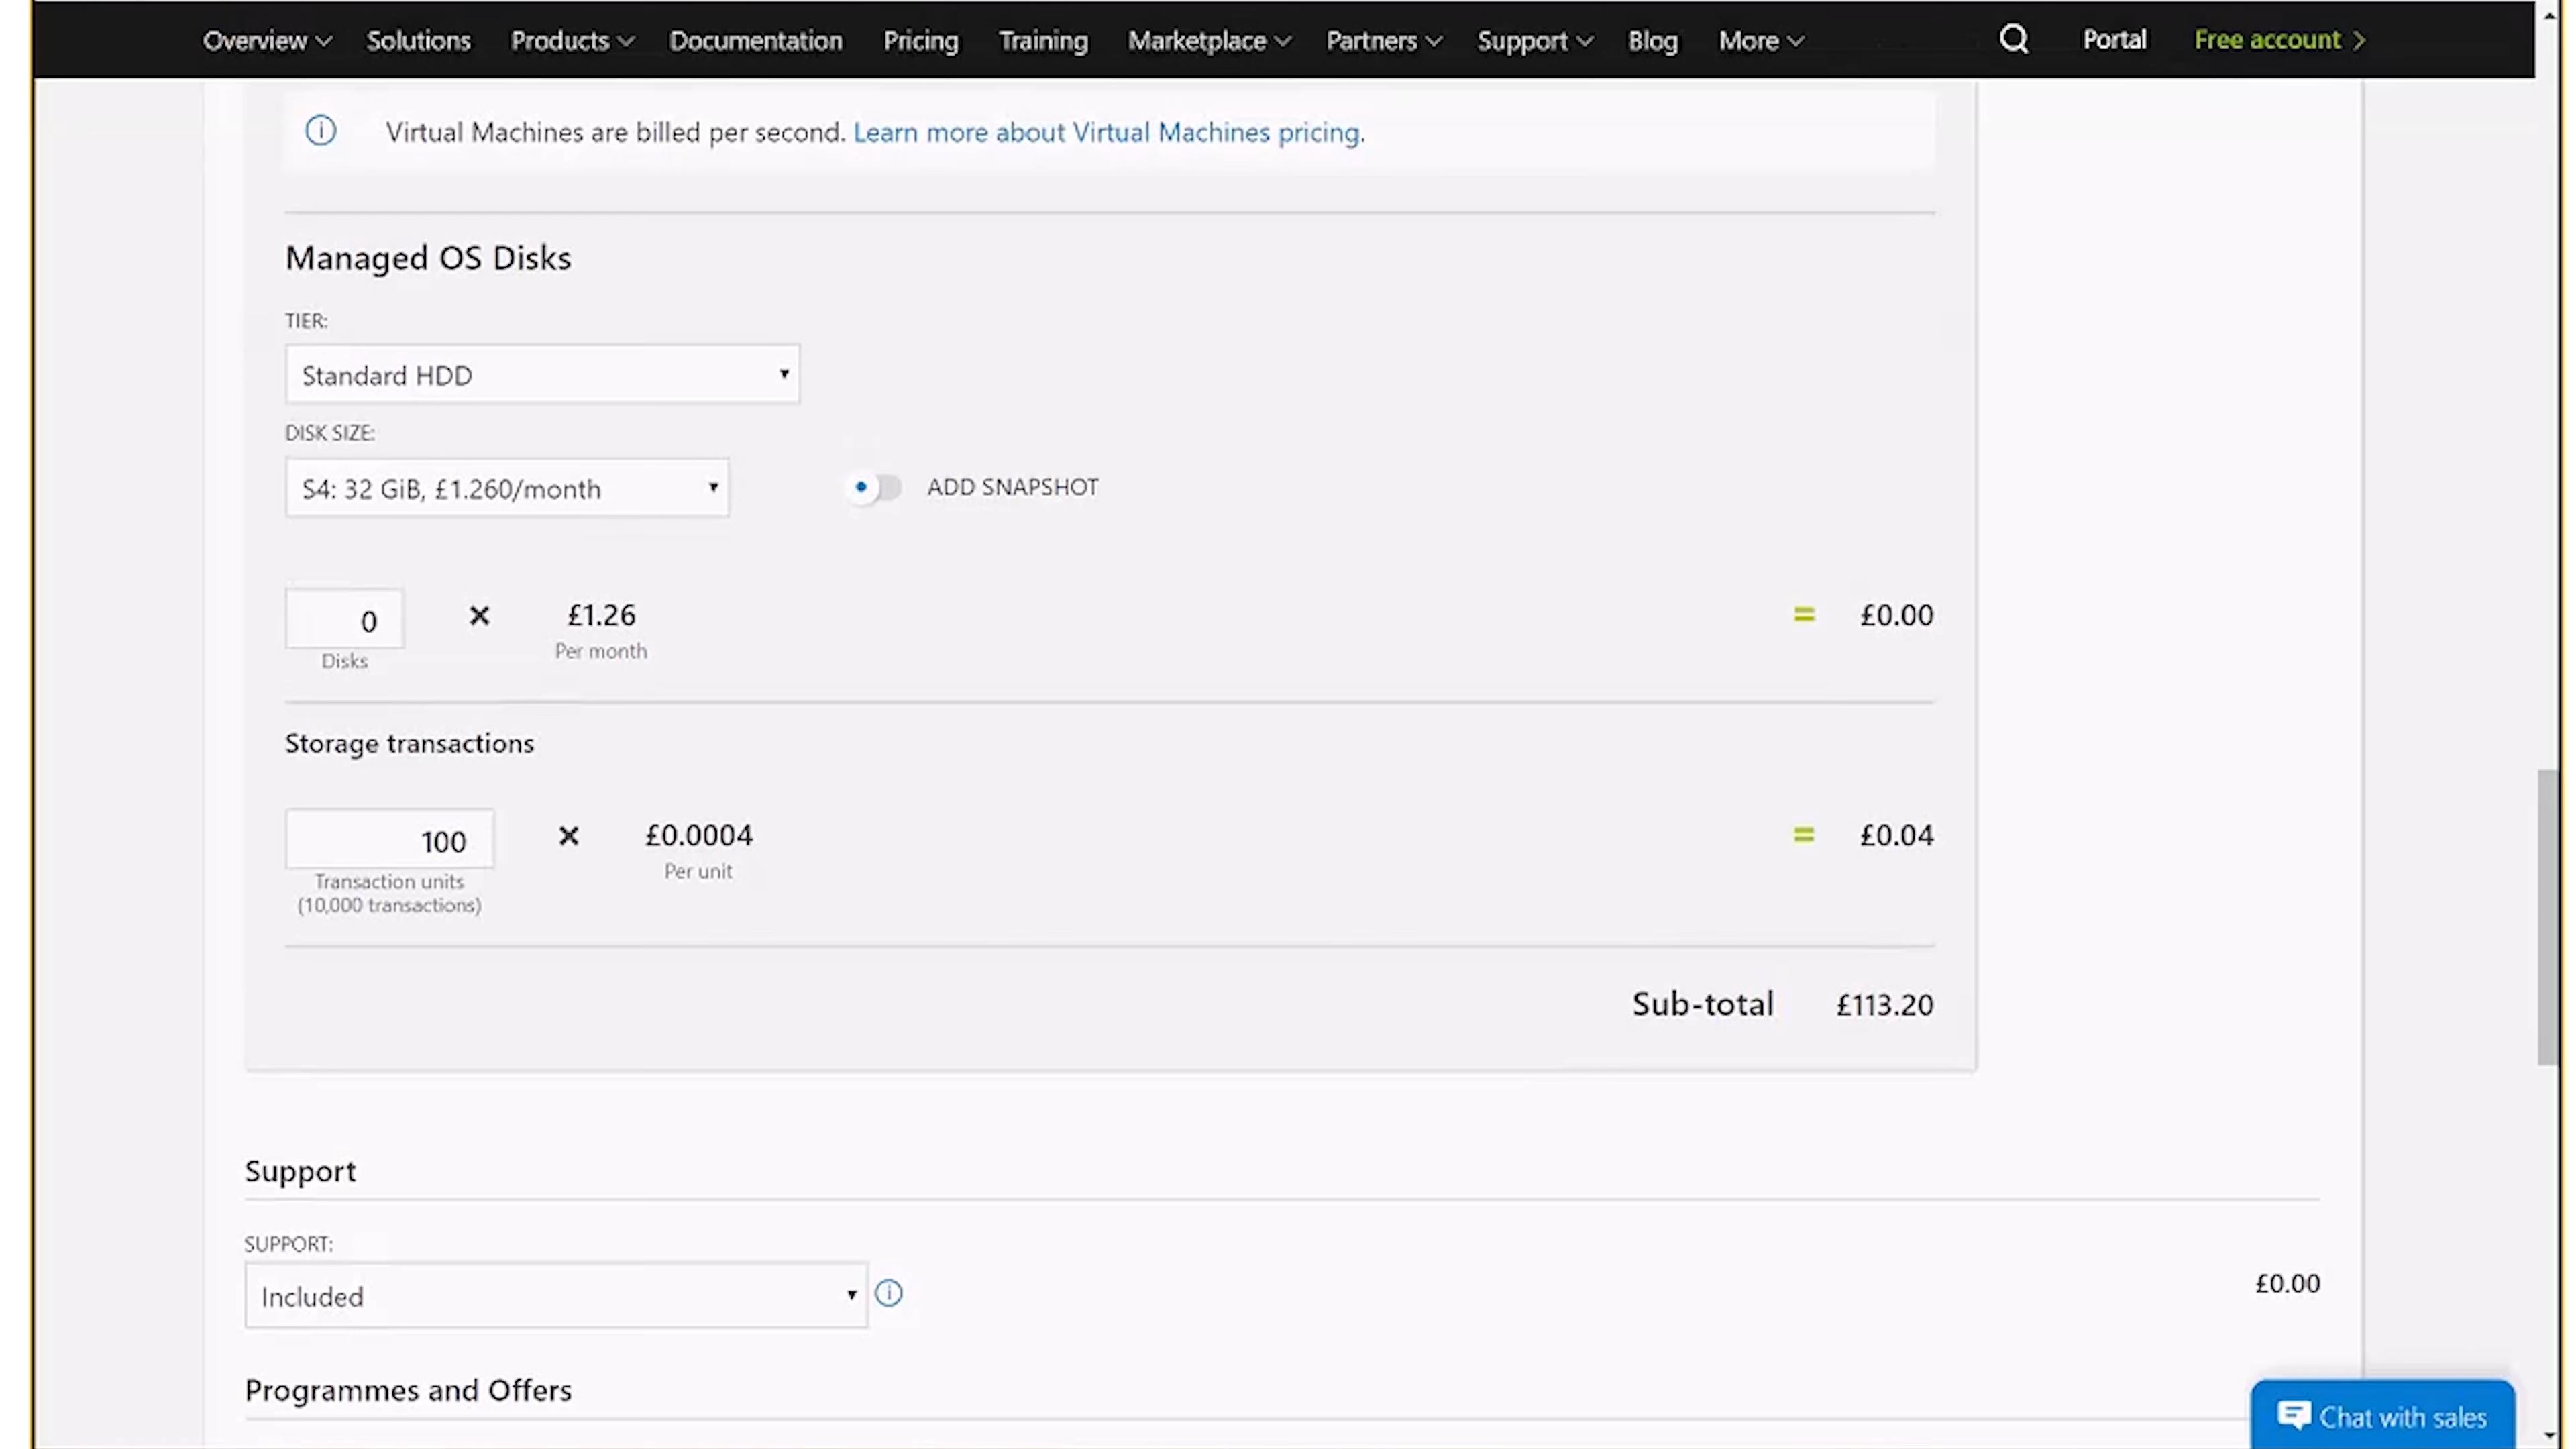 Overview Solutions Products Documentation Pricing Training Marketplace Partners Support Blog More Portal Free account
Virtual Machines are billed per second. Learn more about Virtual Machines pricing.
Managed OS Disks
TIER:
Standard HDD
DISK SIZE:
S4: 32 GiB, £1.260/month
ADD SNAPSHOT
0 × £1.26 = £0.00
Disks Per month
Storage transactions
100 × £0.0004 = £0.04
Transaction units Per unit
(10,000 transactions)
Sub-total £113.20
Support
SUPPORT:
Included £0.00
Programmes and Offers
Chat with sales